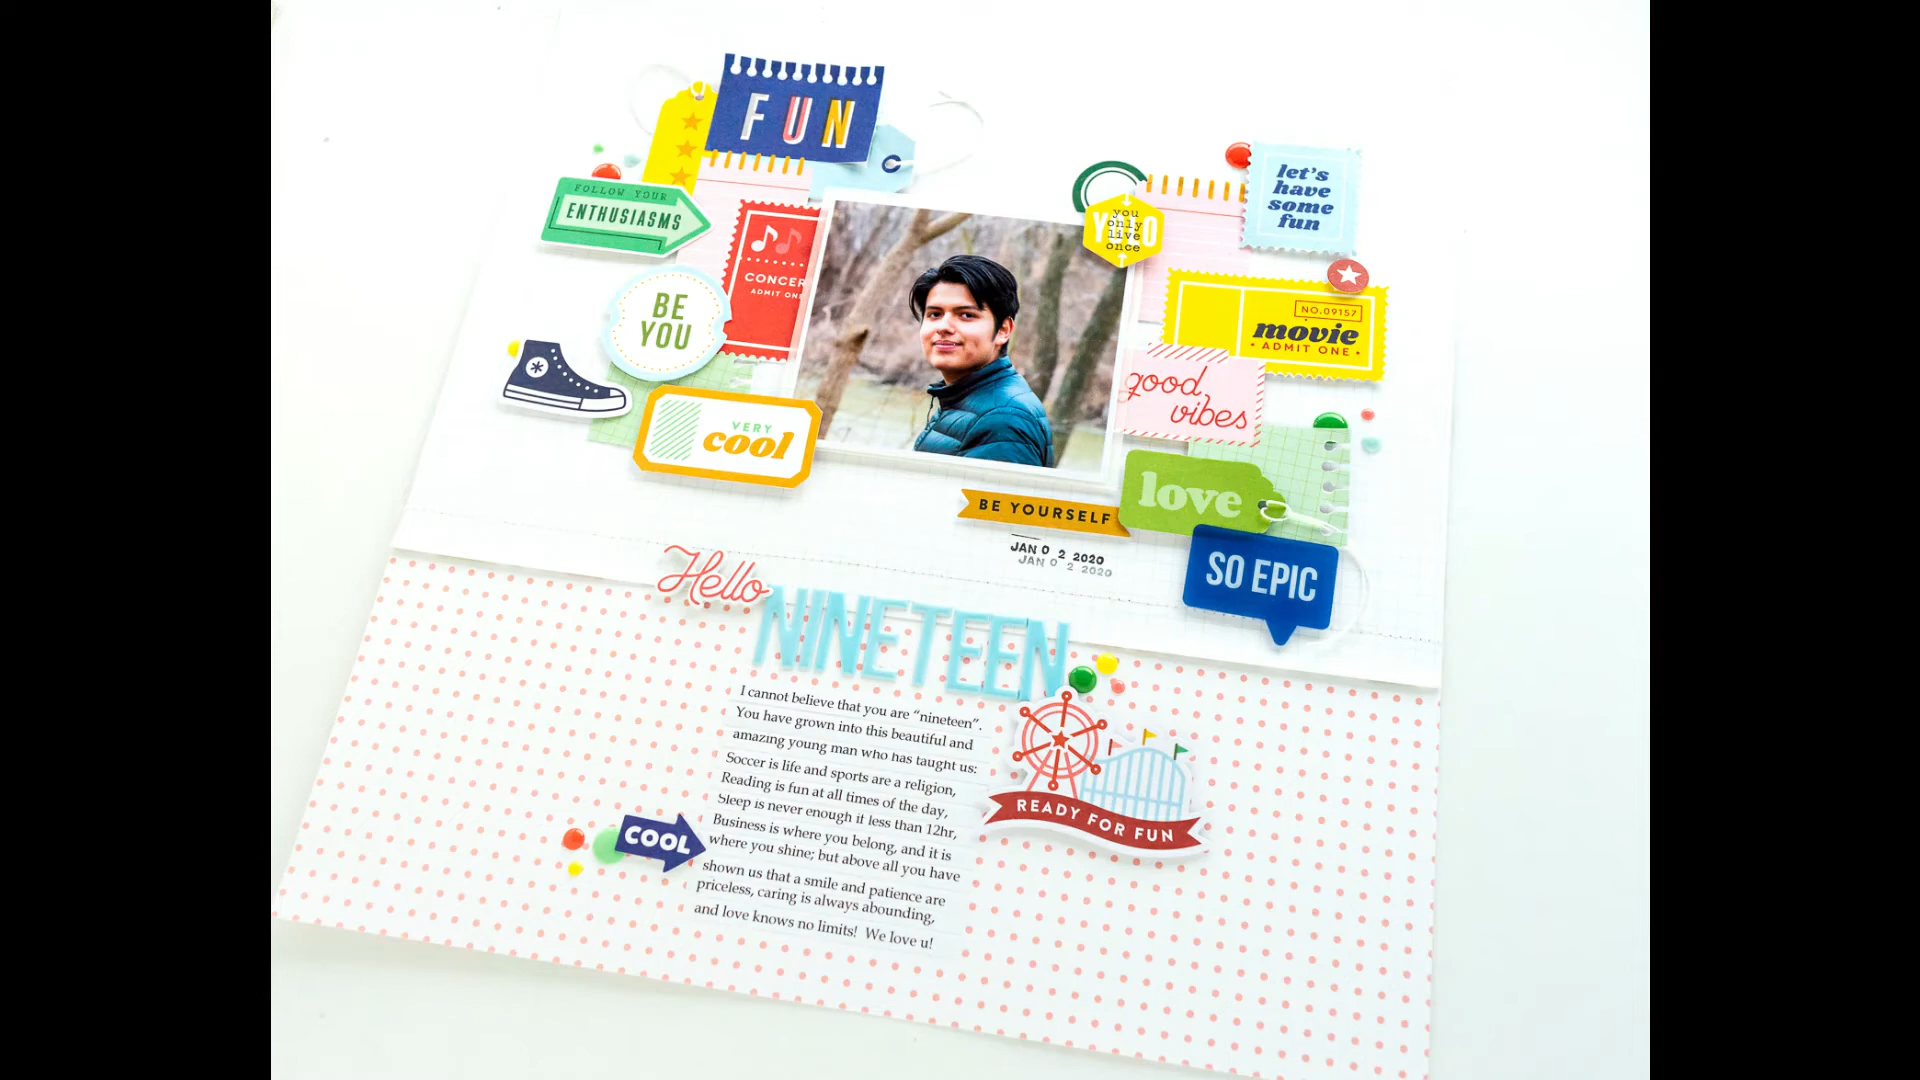 FUN
FOLLOW YOUR
ENTHUSIASMS
CONCER
ADMIT ONE
BE
YOU
VERY
cool
YOLO
you
only
live
once
let's
have
some
fun
NO.09157
movie
• ADMIT ONE •
good
vibes
love
BE YOURSELF
JAN 0 2 2020
JAN 0 2 2020
SO EPIC
Hello
NINETEEN
I cannot believe that you are “nineteen”.
You have grown into this beautiful and
amazing young man who has taught us:
Soccer is life and sports are a religion,
Reading is fun at all times of the day,
Sleep is never enough it less than 12hr,
Business is where you belong, and it is
where you shine; but above all you have
shown us that a smile and patience are
priceless, caring is always abounding,
and love knows no limits!  We love u!
COOL
READY FOR FUN